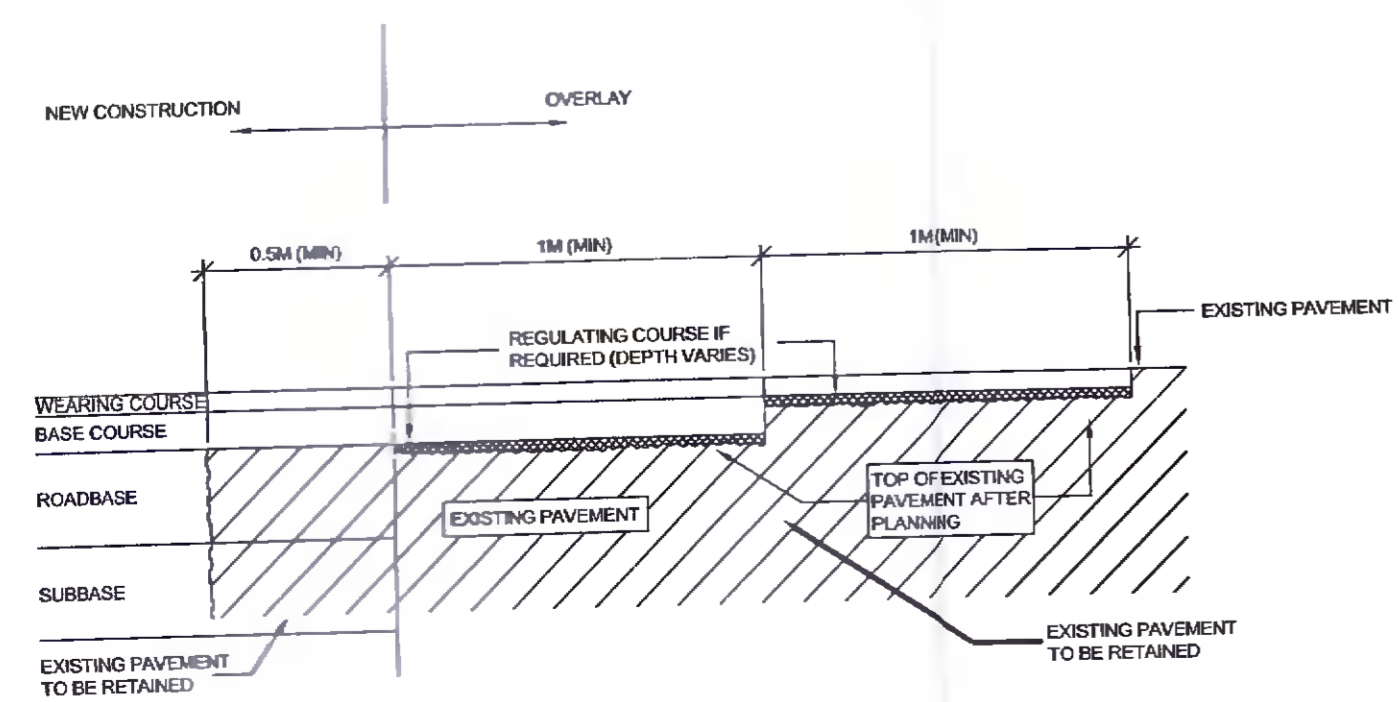 NEW CONSTRUCTION
OVERLAY
0.5M (MIN)
1M (MIN)
1M(MIN)
EXISTING PAVEMENT
REGULATING COURSE IF
REQUIRED (DEPTH VARIES)
WEARING COURSE
BASE COURSE
ROADBASE
EXISTING PAVEMENT
TOP OF EXISTING
PAVEMENT AFTER
PLANNING
SUBBASE
EXISTING PAVEMENT
TO BE RETAINED
EXISTING PAVEMENT
TO BE RETAINED